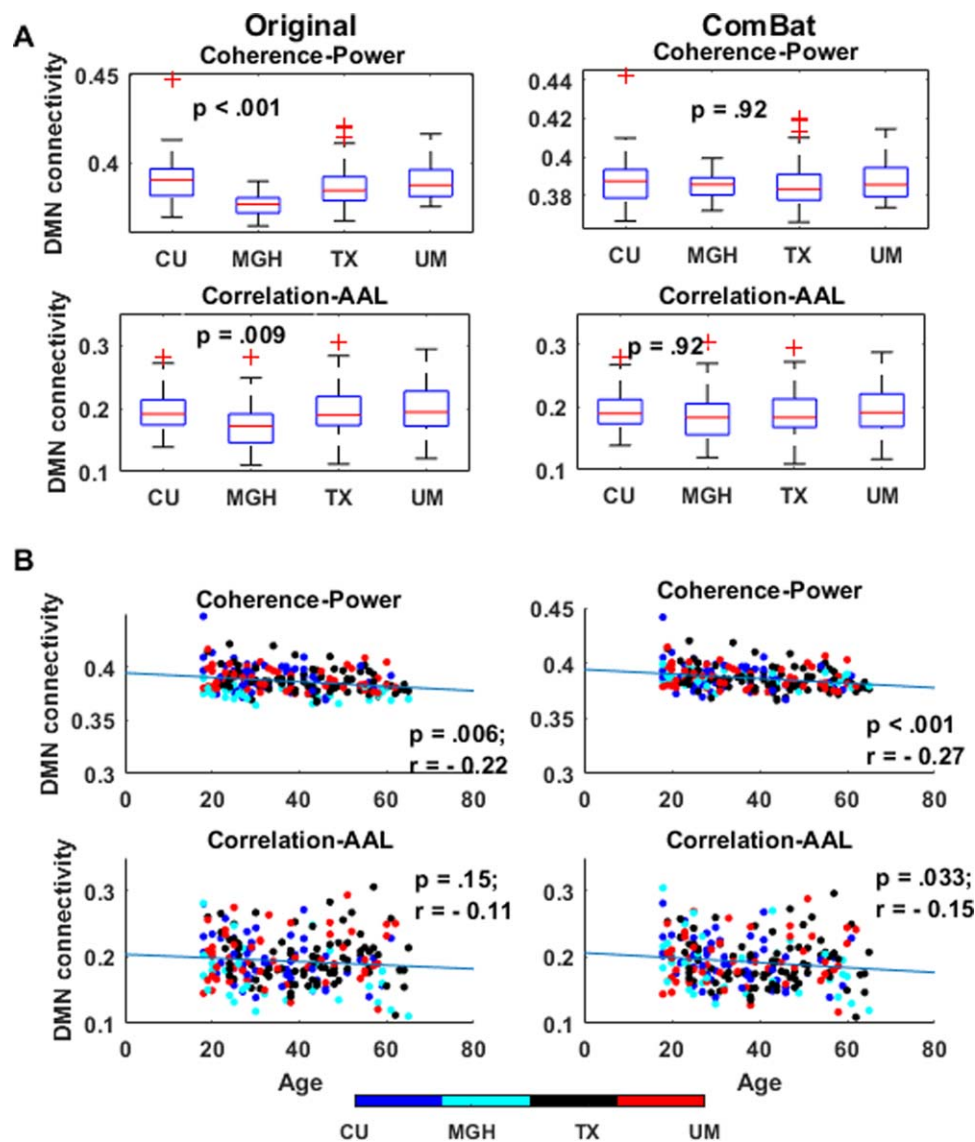 A
Original
ComBat
Coherence-Power
Coherence-Power
DMN connectivity
0.45
0.4
p < .001
CU MGH TX UM
0.44
0.42
0.4
0.38
p = .92
CU MGH TX UM
Correlation-AAL
Correlation-AAL
DMN connectivity
0.3
0.2
0.1
p = .009
CU MGH TX UM
0.3
0.2
0.1
p = .92
CU MGH TX UM
B
Coherence-Power
Coherence-Power
DMN connectivity
0.4
0.35
0.3
p = .006;
r = - 0.22
0 20 40 60 80
0.45
0.4
0.35
0.3
p < .001
r = - 0.27
0 20 40 60 80
Correlation-AAL
Correlation-AAL
DMN connectivity
0.3
0.2
0.1
p = .15;
r = - 0.11
0 20 40 60 80
Age
0.3
0.2
0.1
p = .033;
r = - 0.15
0 20 40 60 80
Age
CU MGH TX UM